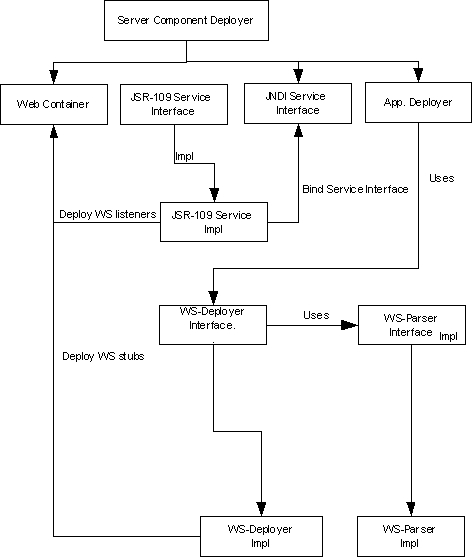 Server Component Deployer
Web Container
JSR-109 Service
Interface
JNDI Service
Interface
App. Deployer
Impl
Uses
Bind Service Interface
Deploy WS listeners
JSR-109 Service
Impl
WS-Deployer
Interface.
Uses
WS-Parser
Interface
Impl
Deploy WS stubs
WS-Deployer
Impl
WS-Parser
Impl